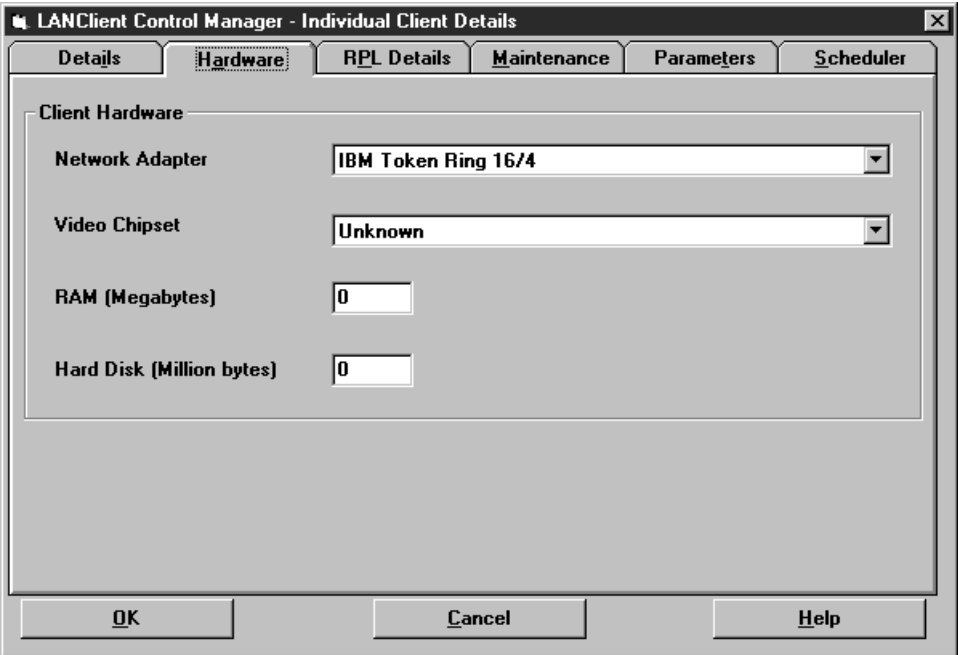 LANClient Control Manager - Individual Client Details
Details Hardware RPL Details Maintenance Parameters Scheduler
Client Hardware
Network Adapter IBM Token Ring 16/4
Video Chipset Unknown
RAM (Megabytes) 0
Hard Disk (Million bytes) 0
OK Cancel Help